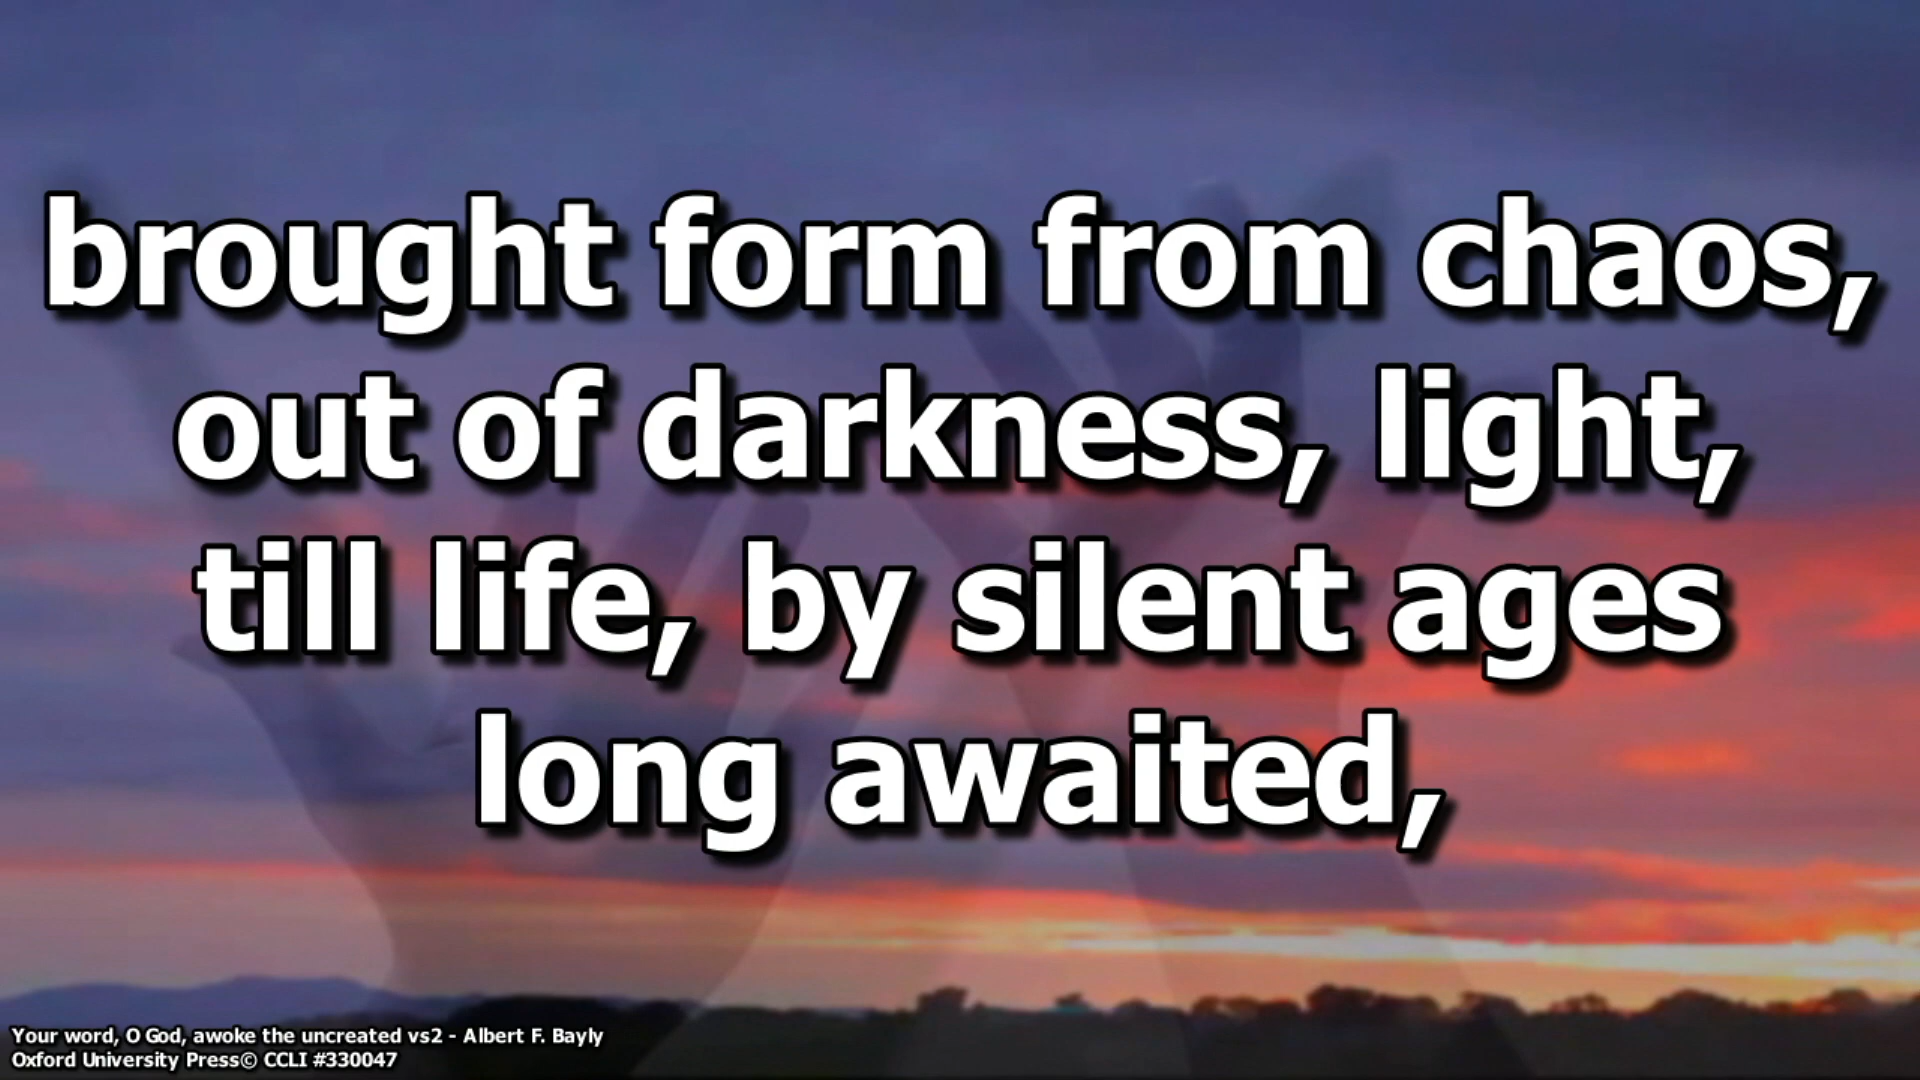 brought form from chaos,
out of darkness, light,
till life, by silent ages
long awaited,
Your word, O God, awoke the uncreated vs2 - Albert F. Bayly
Oxford University Press© CCLI #330047